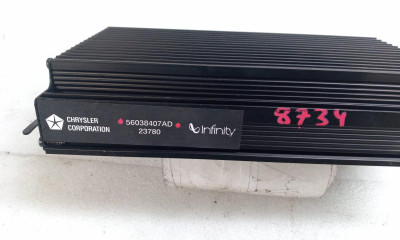 CHRYSLER
CORPORATION
56038407AD
23780
Infinity
8734